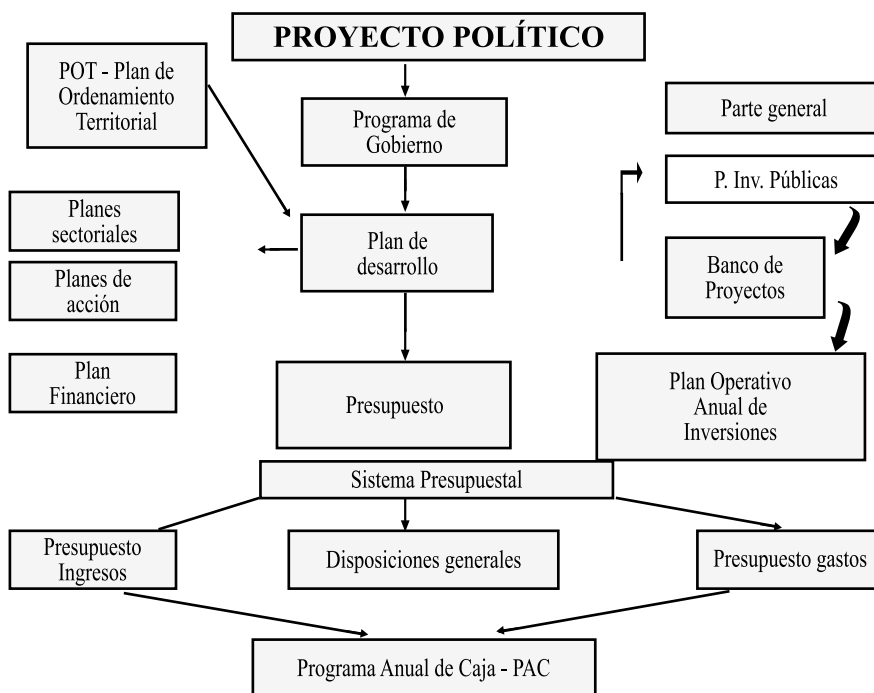 PROYECTO POLÍTICO
POT - Plan de
Ordenamiento
Territorial
Programa de
Gobierno
Parte general
P. Inv. Públicas
Planes
sectoriales
Plan de
desarrollo
Banco de
Proyectos
Planes de
acción
Plan
Financiero
Presupuesto
Plan Operativo
Anual de
Inversiones
Sistema Presupuestal
Presupuesto
Ingresos
Disposiciones generales
Presupuesto gastos
Programa Anual de Caja - PAC